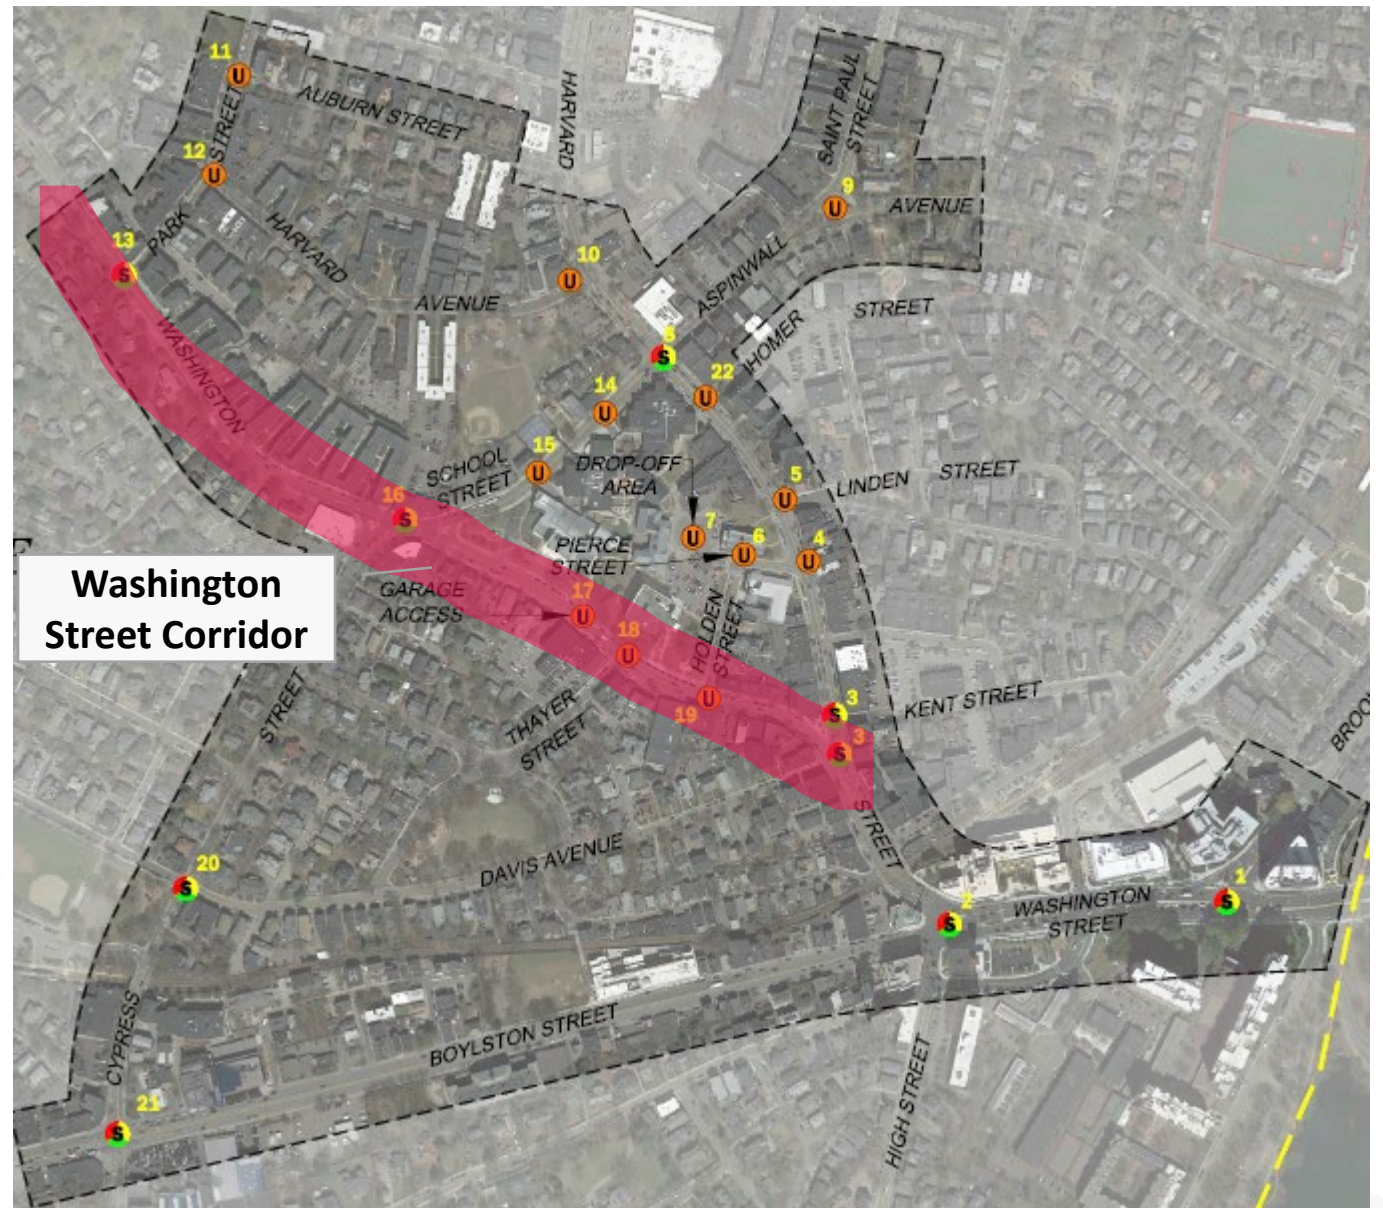 11
U
AUBURN STREET
HARVARD
SAINT PAUL
STREET
12
U
STREET
9
U
AVENUE
13
S
PARK
HARVARD
10
U
ASPINWALL
AVENUE
STREET
HOMER
WASHINGTON
S
22
U
14
U
SCHOOL
STREET
15
U
DROP-OFF
AREA
5
U
LINDEN STREET
16
S
7
U
PIERCE
STREET
6
U
4
U
Washington
Street Corridor
GARAGE
ACCESS
17
U
18
U
HOLDEN
STREET
19
U
3
S
KENT STREET
3
S
STREET
THAYER
STREET
STREET
20
S
DAVIS AVENUE
2
S
WASHINGTON
STREET
1
S
CYPRESS
BOYLSTON STREET
HIGH STREET
21
S